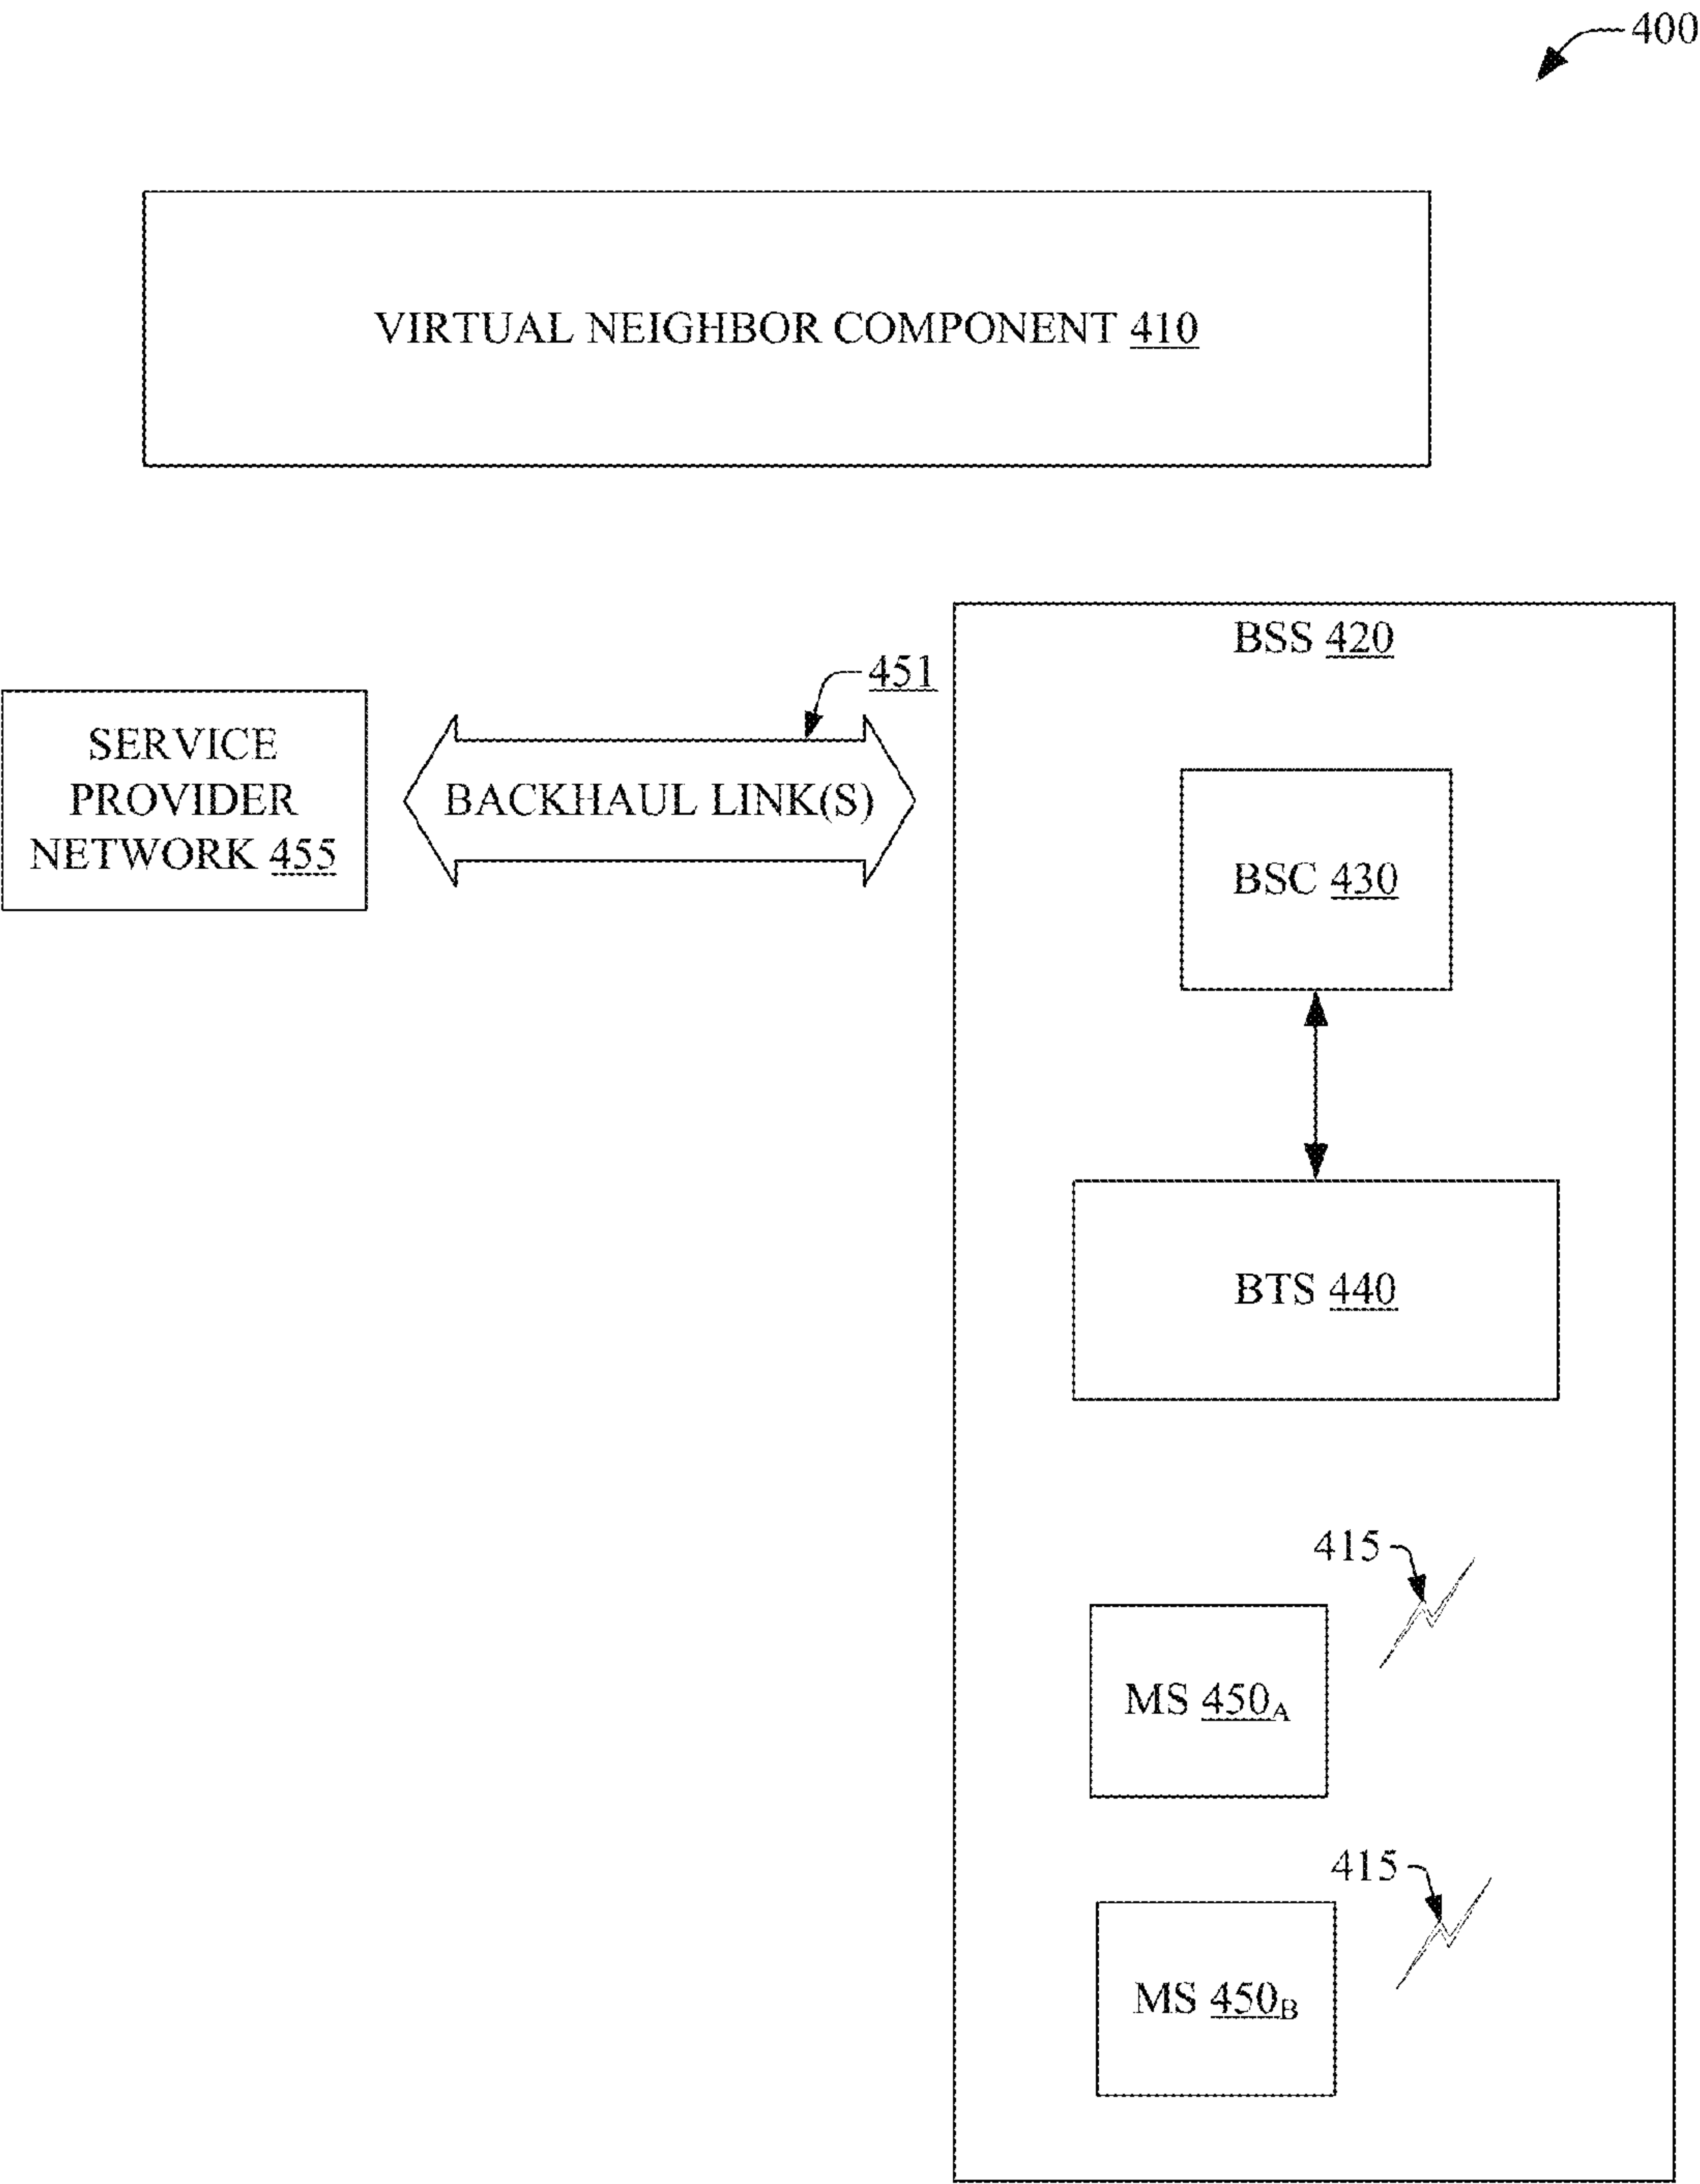 400
VIRTUAL NEIGHBOR COMPONENT 410
BSS 420
451
SERVICE
PROVIDER
NETWORK 455
BACKHAUL LINK(S)
BSC 430
BTS 440
415
MS 450A
415
MS 450B